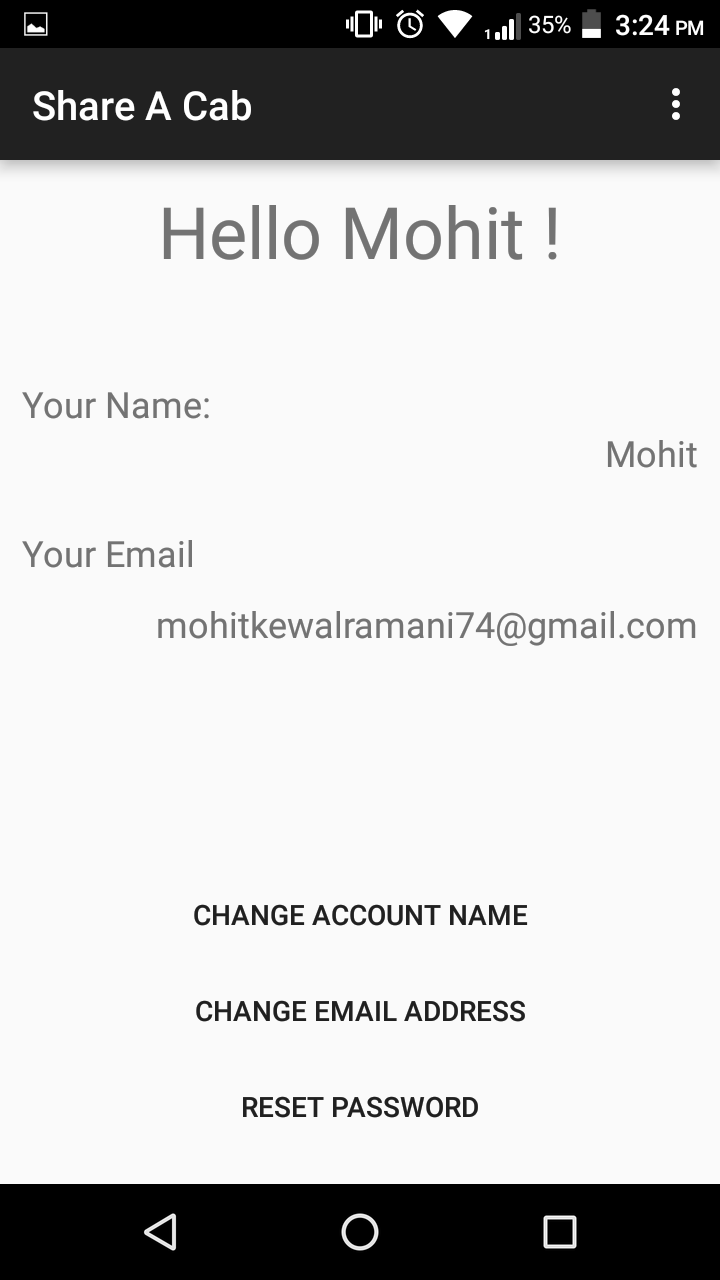 1 35% 3:24 PM
Share A Cab
Hello Mohit !
Your Name:
Mohit
Your Email
mohitkewalramani74@gmail.com
CHANGE ACCOUNT NAME
CHANGE EMAIL ADDRESS
RESET PASSWORD